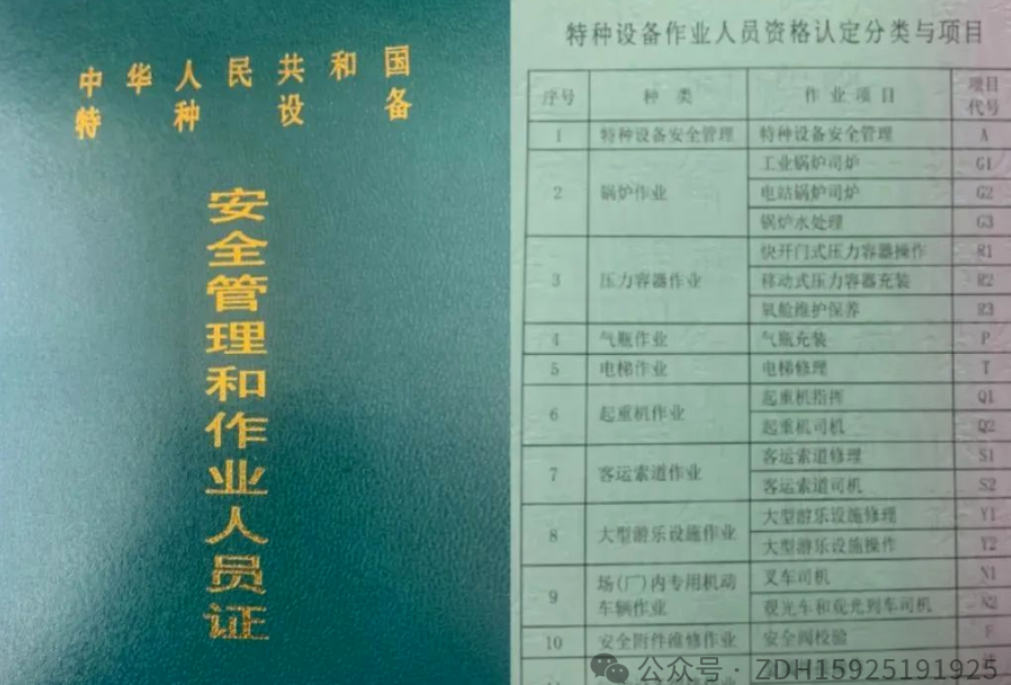 中华人民共和国
特种设备
安全管理和作业人员证
特种设备作业人员资格认定分类与项目
序号 种类 作业项目 项目代号
1 特种设备安全管理 特种设备安全管理 A
2 锅炉作业 工业锅炉司炉 G1
电站锅炉司炉 G2
锅炉水处理 G3
3 压力容器作业 快开门式压力容器操作 R1
移动式压力容器充装 R2
氧舱维护保养 R3
4 气瓶作业 气瓶充装 P
5 电梯作业 电梯修理 T
6 起重机作业 起重机指挥 Q1
起重机司机 Q2
7 客运索道作业 客运索道修理 S1
客运索道司机 S2
8 大型游乐设施作业 大型游乐设施修理 Y1
大型游乐设施操作 Y2
9 场(厂)内专用机动车辆作业 叉车司机 N1
观光车和观光列车司机 N2
10 安全附件维修作业 安全阀校验 F
公众号·ZDH15925191925